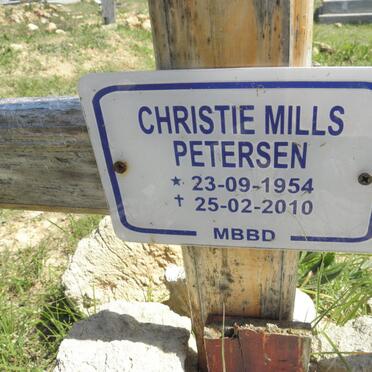 CHRISTIE MILLS
PETERSEN
★ 23-09-1954
✝ 25-02-2010
MBBD